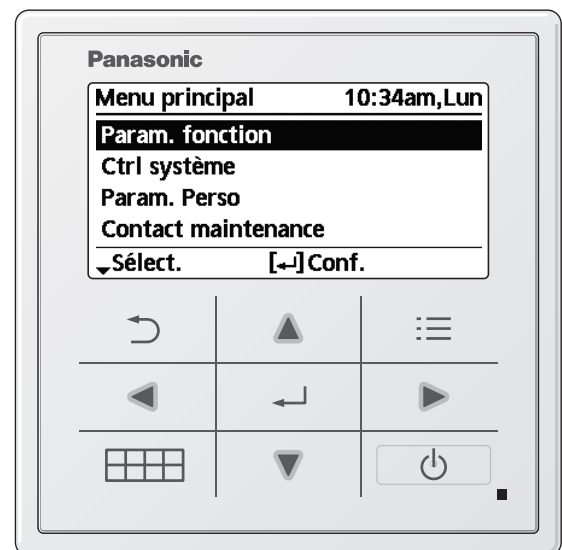 Panasonic
Menu principal 10:34am,Lun
Param. fonction
Ctrl système
Param. Perso
Contact maintenance
Sélect. [↵] Conf.